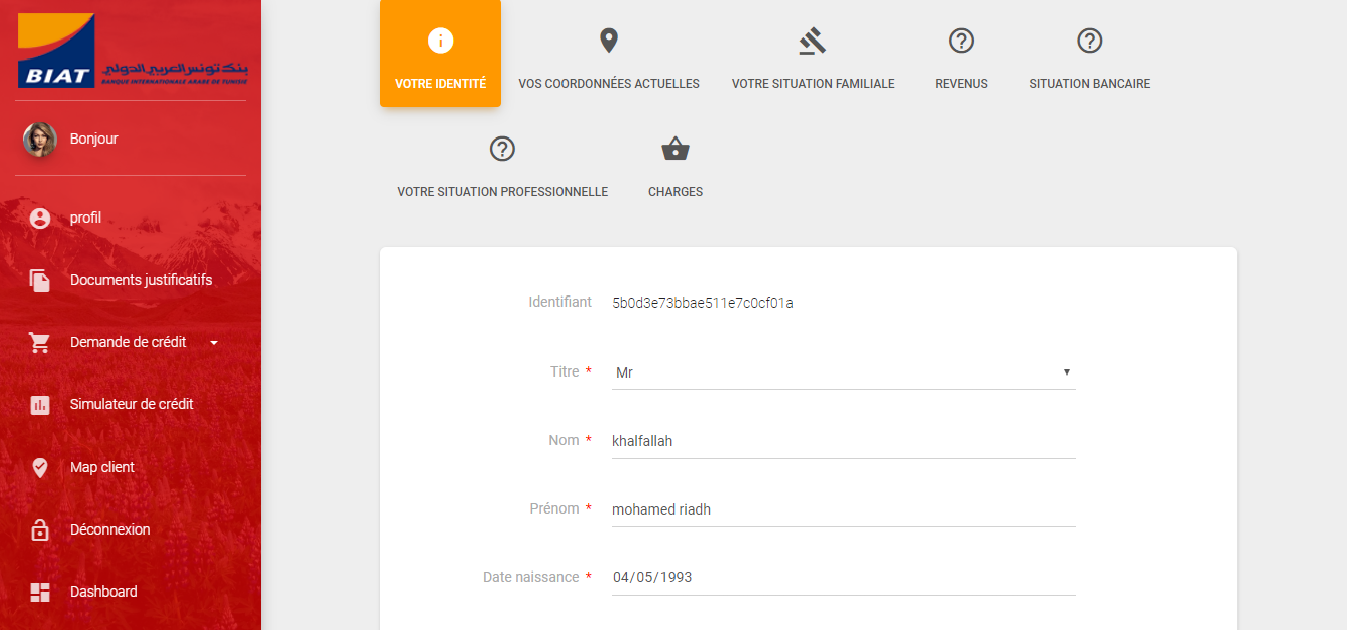 BIAT
بنك تونس العربي الدولي
BANQUE INTERNATIONALE ARABE DE TUNISIE
Bonjour
profil
Documents justificatifs
Demande de crédit
Simulateur de crédit
Map client
Déconnexion
Dashboard
VOTRE IDENTITÉ
VOS COORDONNÉES ACTUELLES
VOTRE SITUATION FAMILIALE
REVENUS
SITUATION BANCAIRE
VOTRE SITUATION PROFESSIONNELLE
CHARGES
Identifiant 5b0d3e73bbae511e7c0cf01a
Titre * Mr
Nom * khalfallah
Prénom * mohamed riadh
Date naissance * 04/05/1993